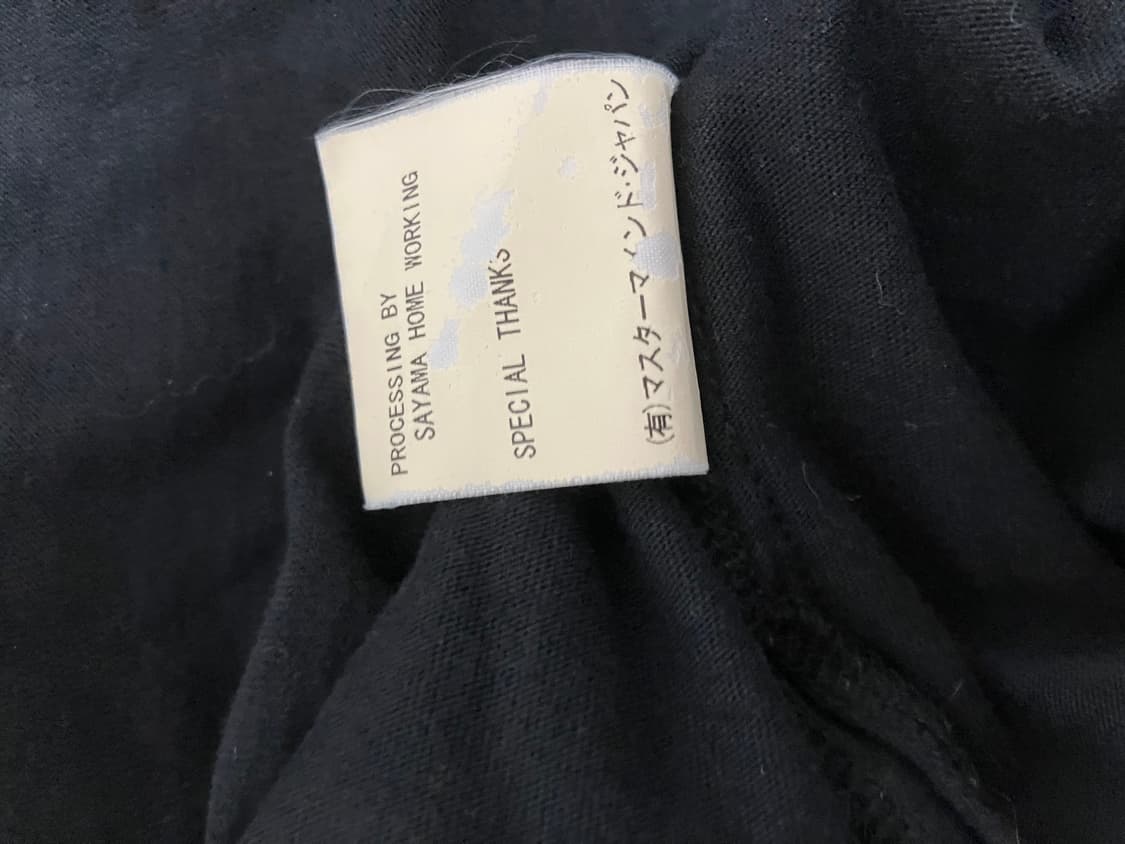 PROCESSING BY
SAYAMA HOME WORKING
SPECIAL THANKS
(有)マスターマインド・ジャパン